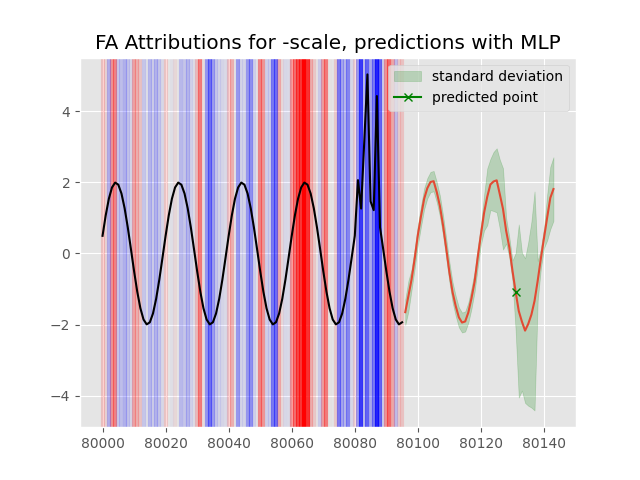 FA Attributions for -scale, predictions with MLP
standard deviation
predicted point
4
2
0
−2
−4
80000 80020 80040 80060 80080 80100 80120 80140